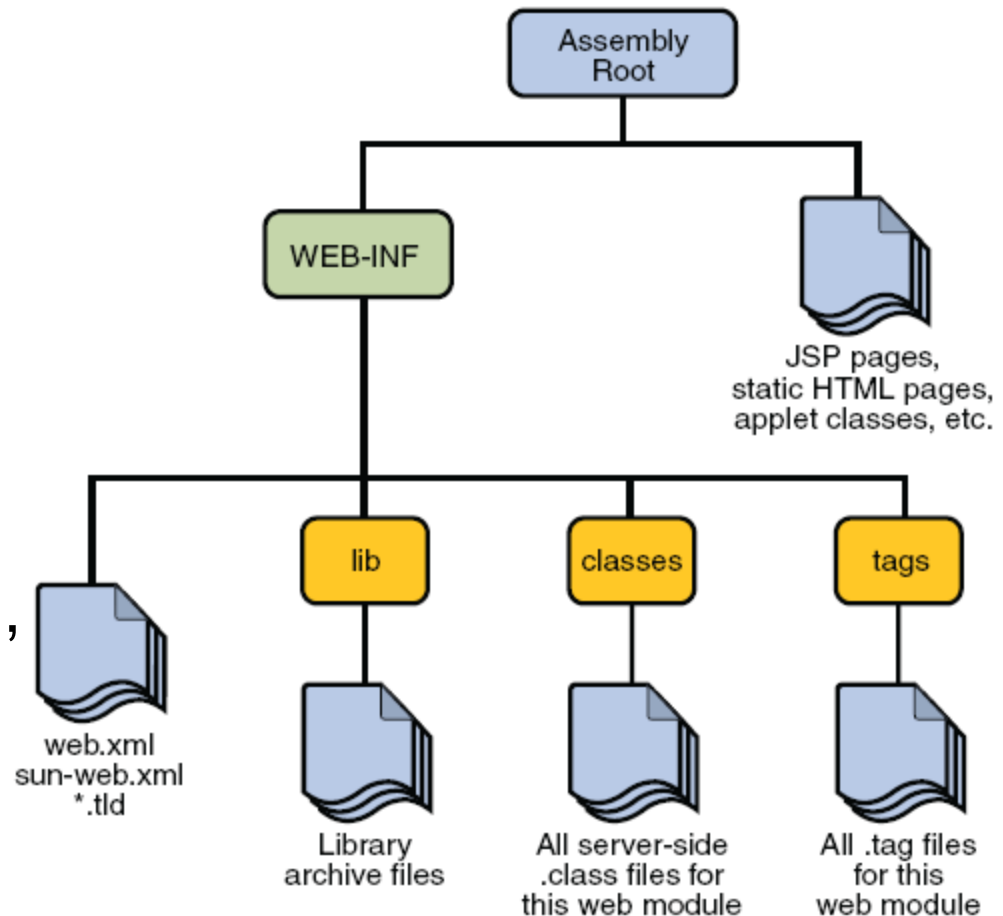 Assembly
Root
WEB-INF
JSP pages,
static HTML pages,
applet classes, etc.
lib
classes
tags
,
web.xml
sun-web.xml
*.tld
Library
archive files
All server-side
.class files for
this web module
All .tag files
for this
web module